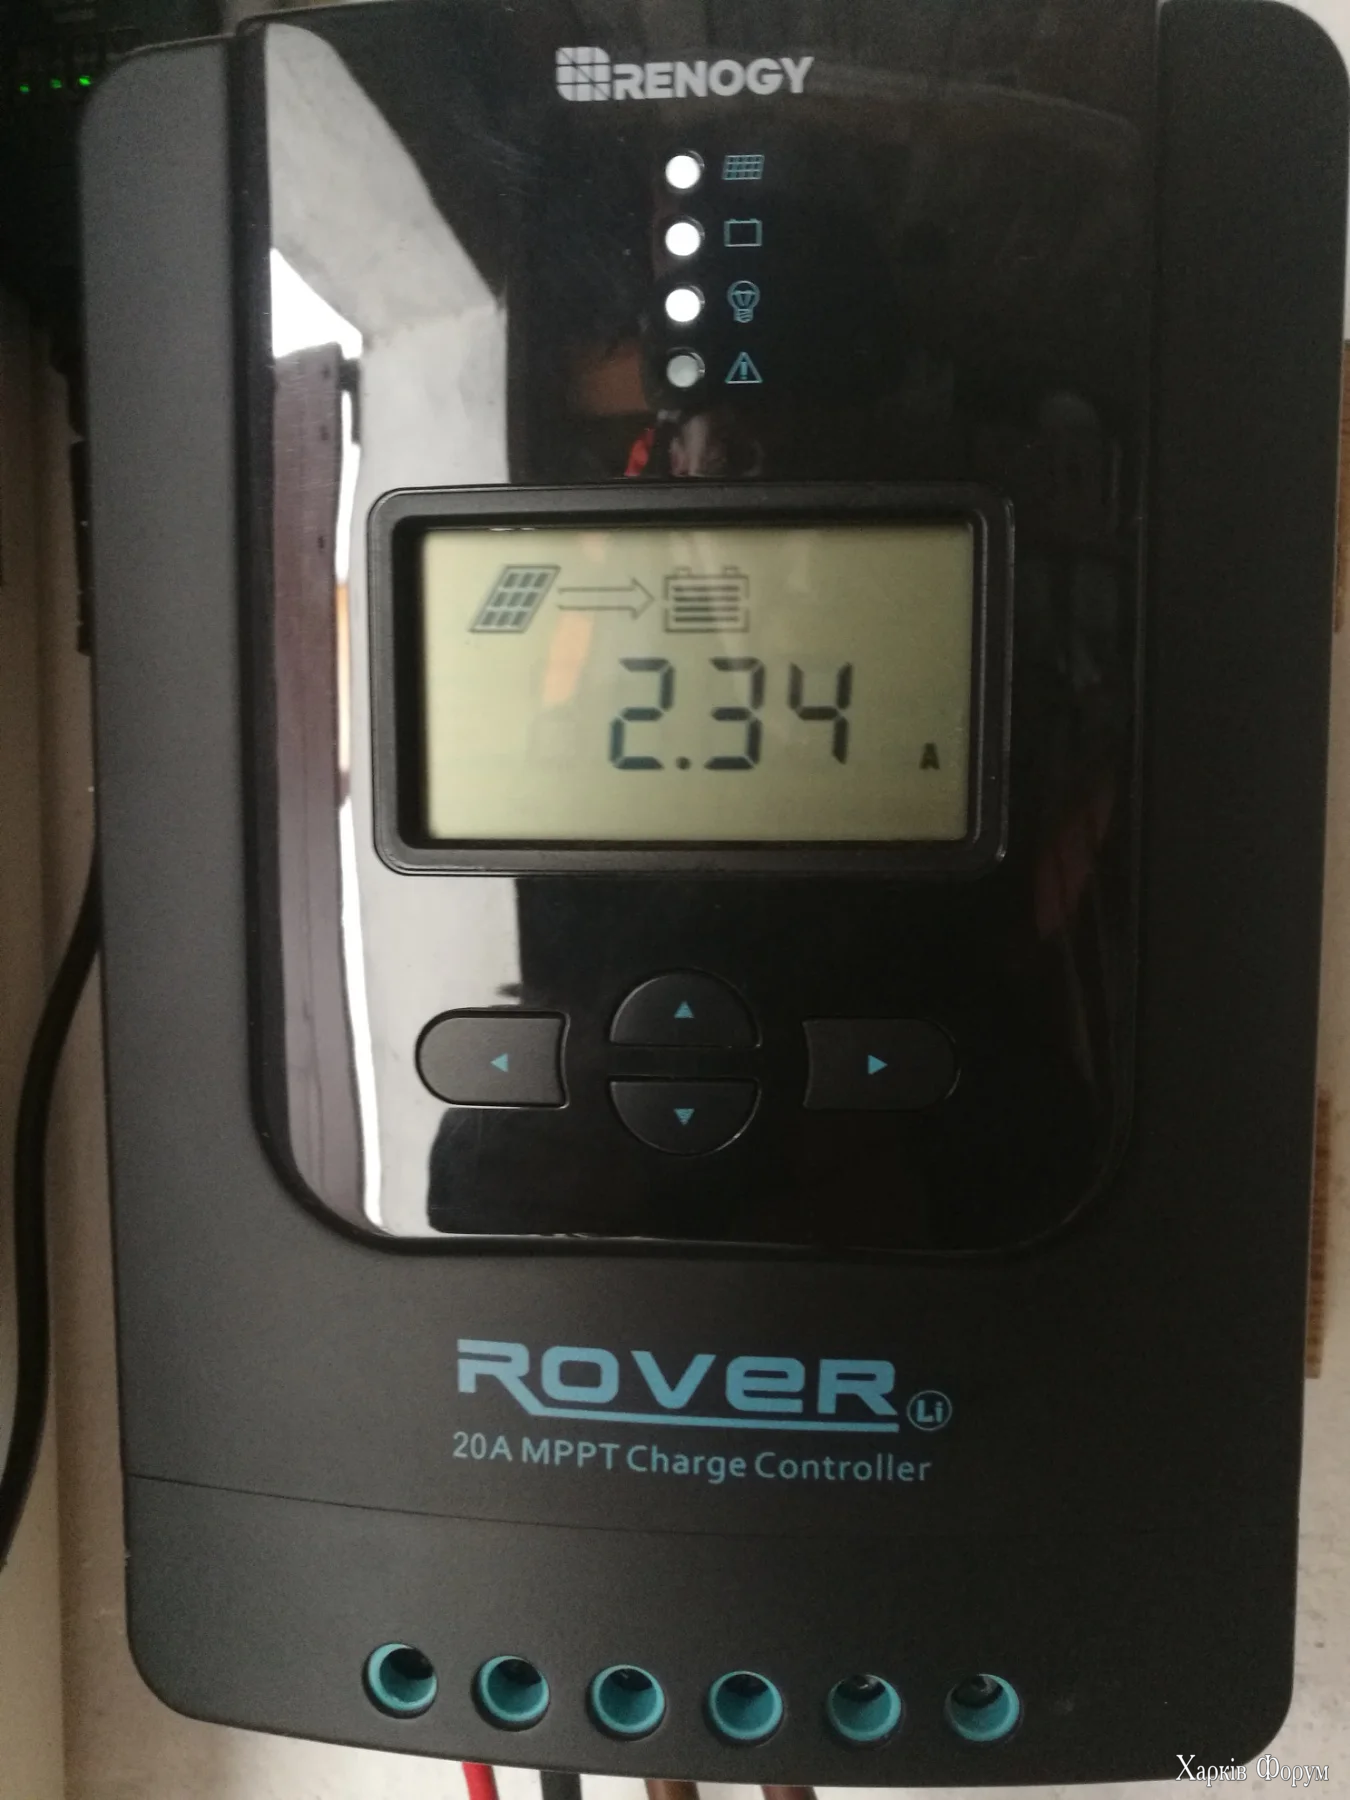 RENOGY
2.34 A
ROVER Li
20A MPPT Charge Controller
Харків Форум